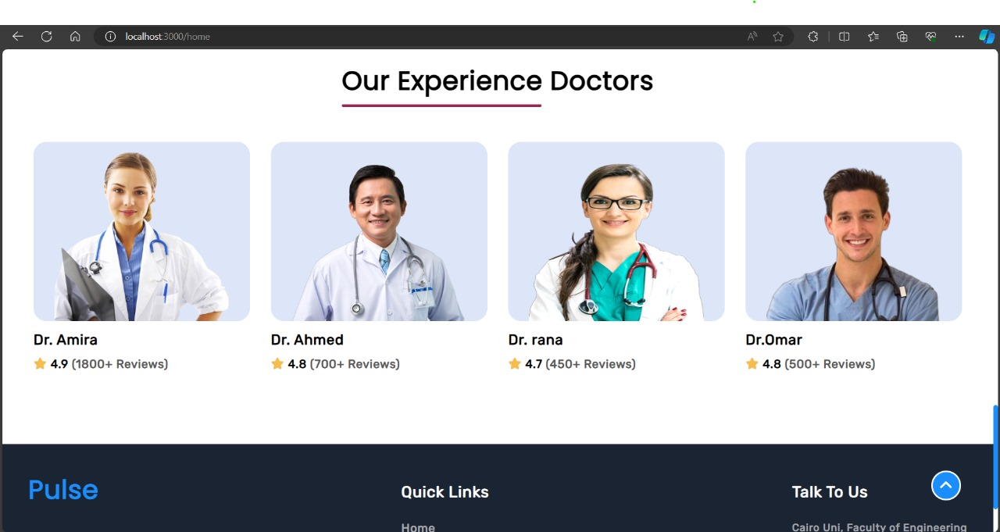 localhost:3000/home
Our Experience Doctors
Dr. Amira
4.9 (1800+ Reviews)
Dr. Ahmed
4.8 (700+ Reviews)
Dr. rana
4.7 (450+ Reviews)
Dr.Omar
4.8 (500+ Reviews)
Pulse
Quick Links
Talk To Us
Home
Cairo Uni, Faculty of Engineering